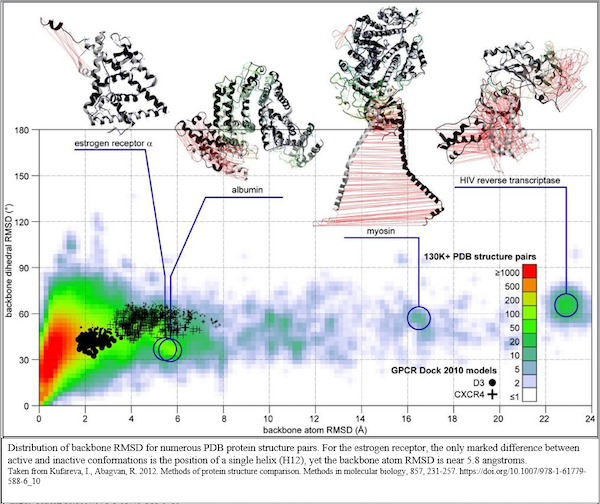 estrogen receptor α
albumin
myosin
HIV reverse transcriptase
180
150
120
90
60
30
0
backbone dihedral RMSD (°)
0 2 4 6 8 10 12 14 16 18 20 22 24
backbone atom RMSD (Å)
130K+ PDB structure pairs
≥1000
500
200
100
50
20
10
5
2
≤1
GPCR Dock 2010 models
D3
CXCR4
Distribution of backbone RMSD for numerous PDB protein structure pairs. For the estrogen receptor, the only marked difference between
active and inactive conformations is the position of a single helix (H12), yet the backbone atom RMSD is near 5.8 angstroms.
Taken from Kufareva, I., Abagyan, R. 2012. Methods of protein structure comparison. Methods in molecular biology, 857, 231-257. https://doi.org/10.1007/978-1-61779-
588-6_10